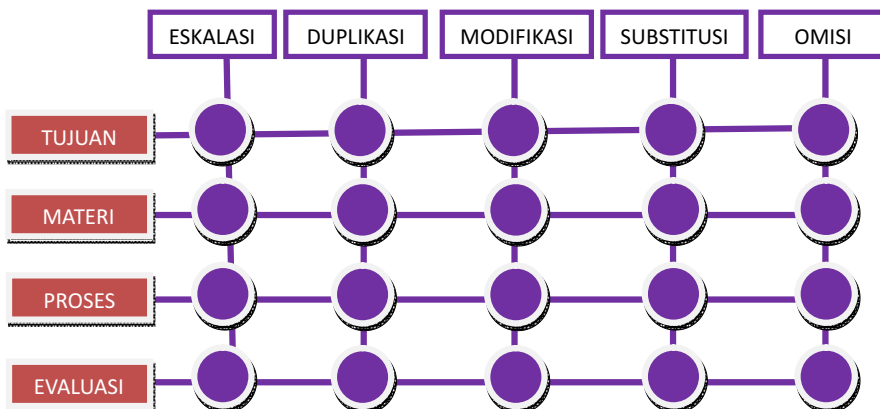 ESKALASI
DUPLIKASI
MODIFIKASI
SUBSTITUSI
OMISI
TUJUAN
MATERI
PROSES
EVALUASI